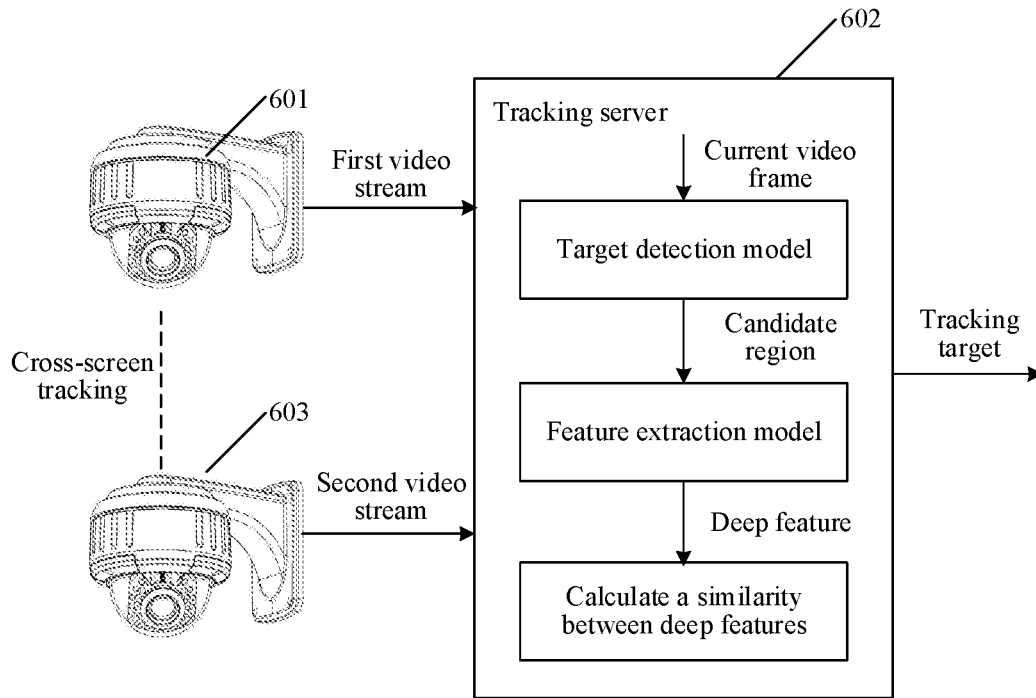 602
601
Tracking server
First video
stream
Current video
frame
Target detection model
Candidate
region
Tracking
target
Cross-screen
tracking
603
Feature extraction model
Second video
stream
Deep feature
Calculate a similarity
between deep features